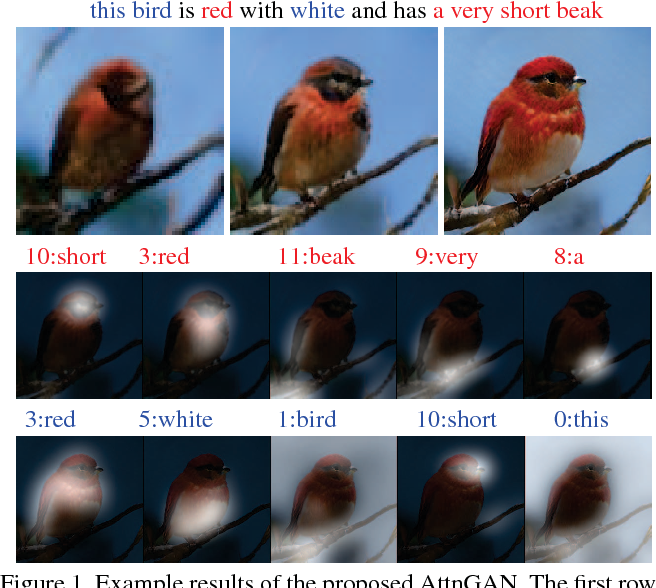 this bird is red with white and has a very short beak
10:short 3:red 11:beak 9:very 8:a
3:red 5:white 1:bird 10:short 0:this
Figure 1. Example results of the proposed AttnGAN. The first row